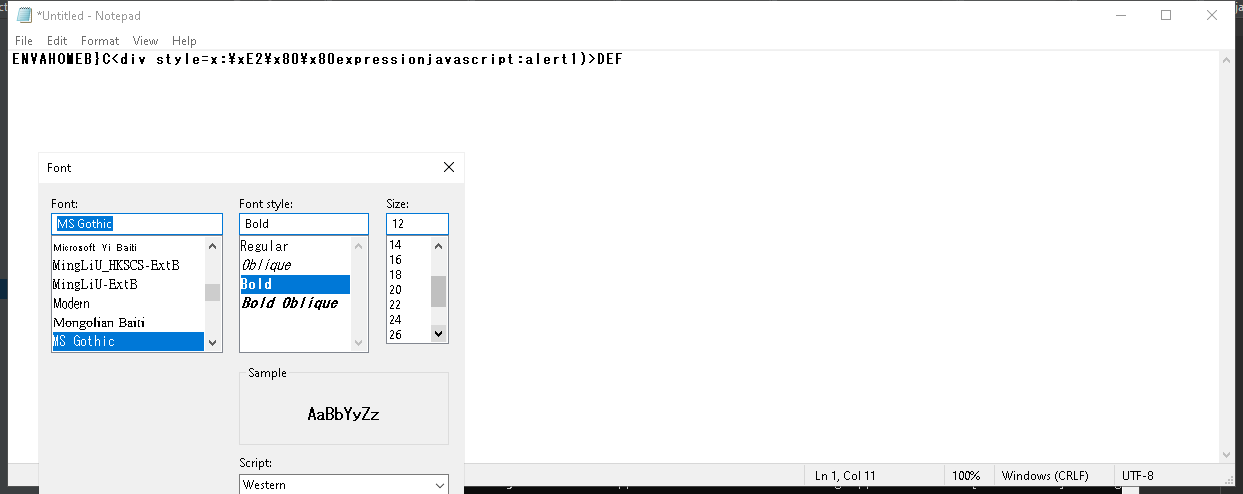 *Untitled - Notepad
File Edit Format View Help
ENVAHOMEB}C<div style=x:¥xE2¥x80¥x80expressionjavascript:alert1)>DEF
Font
Font: Font style: Size:
MS Gothic Bold 12
Microsoft Yi Baiti
MingLiU_HKSCS-ExtB
MingLiU-ExtB
Modern
Mongolian Baiti
MS Gothic
Regular
Oblique
Bold
Bold Oblique
14
16
18
20
22
24
26
Sample
AaBbYyZz
Script:
Western
Ln 1, Col 11 100% Windows (CRLF) UTF-8